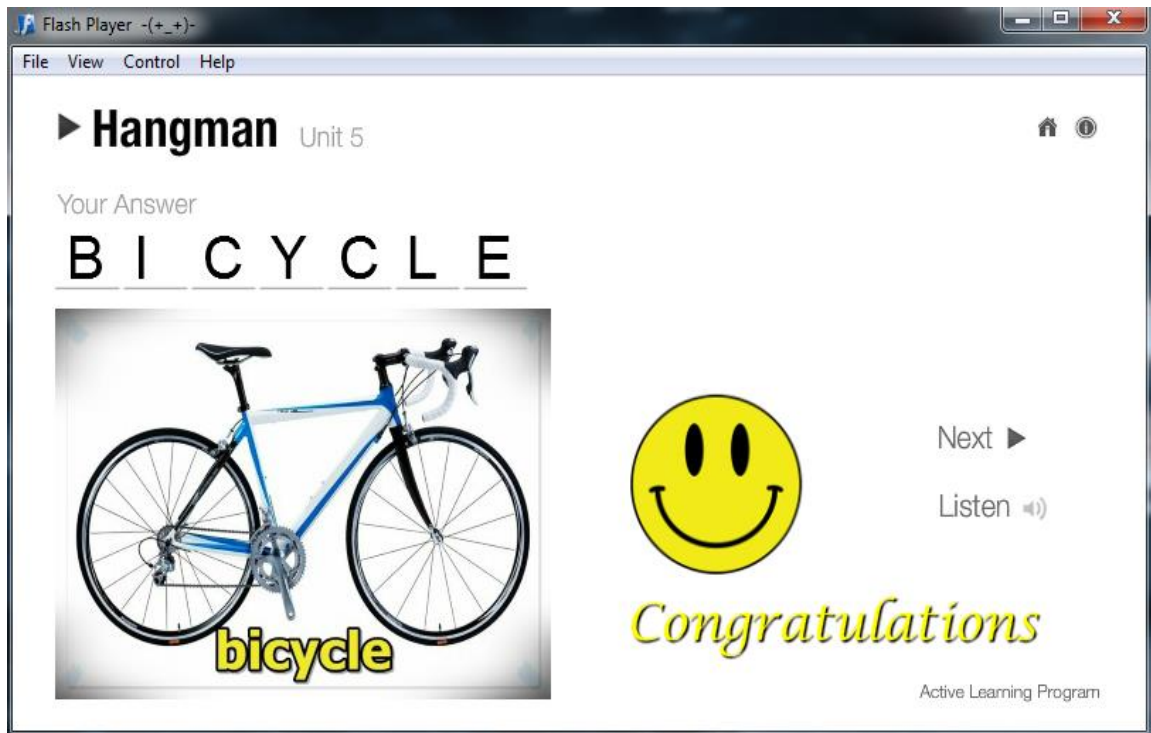 Flash Player -(+_+)-
File View Control Help
Hangman Unit 5
Your Answer
B I C Y C L E
bicycle
Next
Listen
Congratulations
Active Learning Program